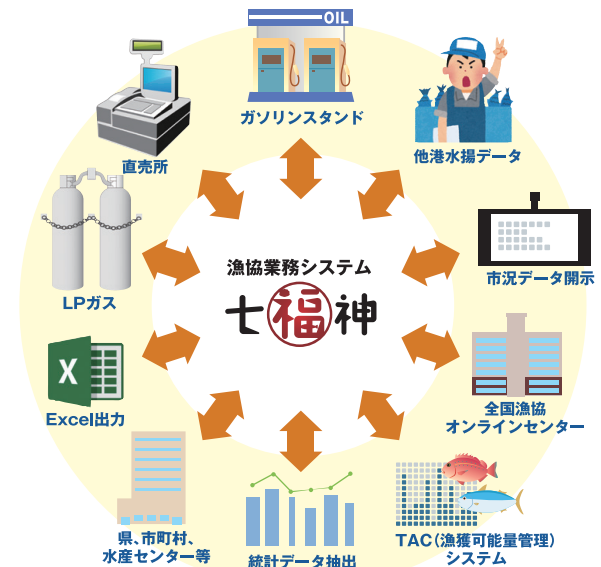 OIL
ガソリンスタンド
直売所
他港水揚データ
LPガス
市況データ開示
漁協業務システム
七福神
X
Excel出力
全国漁協
オンラインセンター
県、市町村、
水産センター等
統計データ抽出
TAC（漁獲可能量管理）
システム